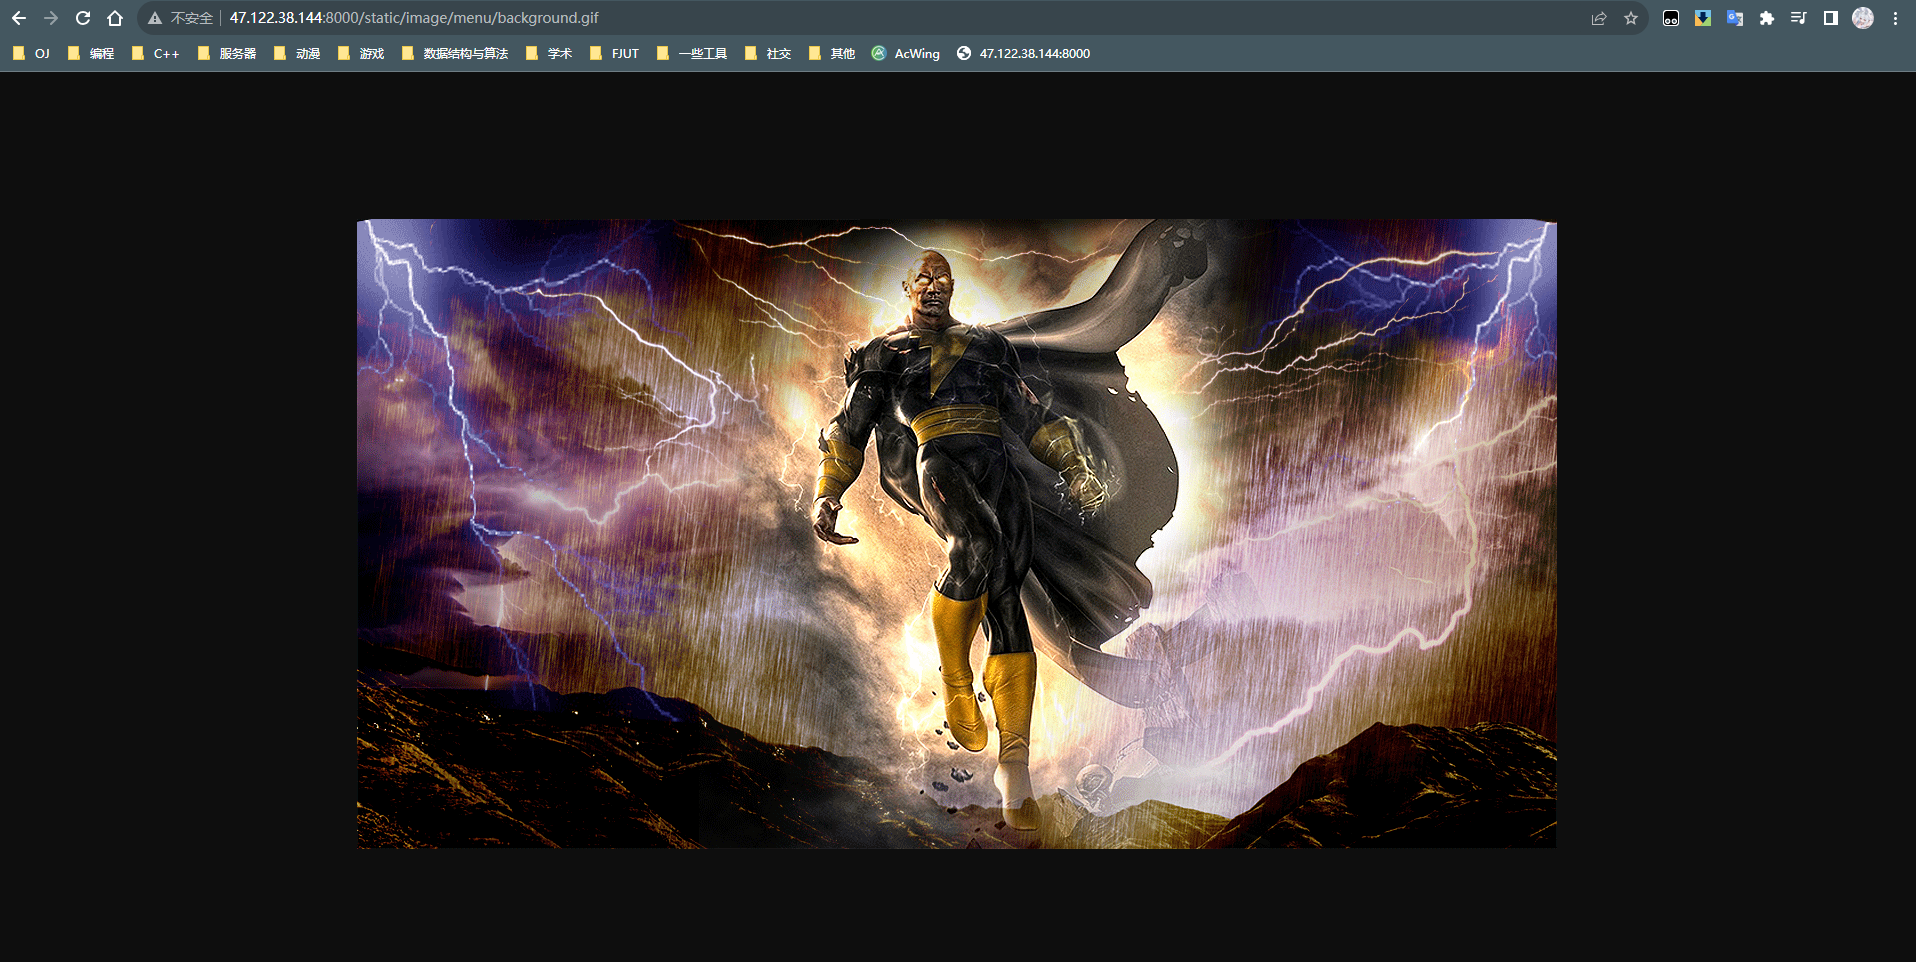 不安全 47.122.38.144:8000/static/image/menu/background.gif
OJ 编程 C++ 服务器 动漫 游戏 数据结构与算法 学术 FJUT 一些工具 社交 其他 AcWing 47.122.38.144:8000